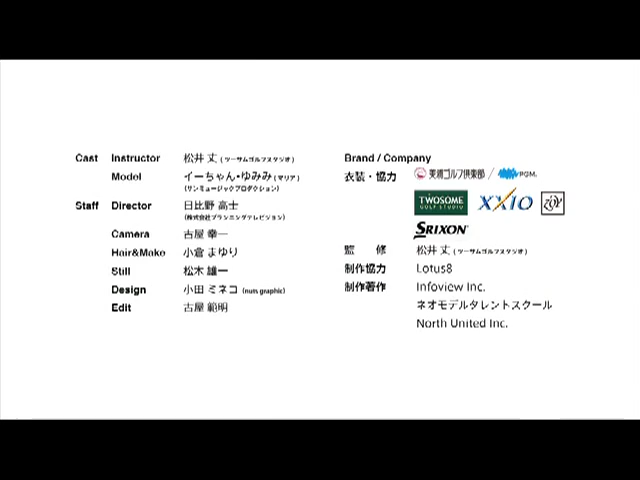 Cast Instructor 松井 丈 (ツーサムゴルフスタジオ)
Model イーちゃん・ゆみみ (マリア)
(サンミュージックプロダクション)
Staff Director 日比野 高士
(株式会社プランニングテレビジョン)
Camera 古屋 幸一
Hair&Make 小倉 まゆり
Still 松木 雄一
Design 小田 ミネコ (nuts graphic)
Edit 古屋 範明
Brand / Company
衣装・協力 美浦ゴルフ倶楽部 / PGM
TWOSOME
GOLF STUDIO
XXIO
ZOY
SRIXON
監 修 松井 丈 (ツーサムゴルフスタジオ)
制作協力 Lotus8
制作著作 Infoview Inc.
ネオモデルタレントスクール
North United Inc.